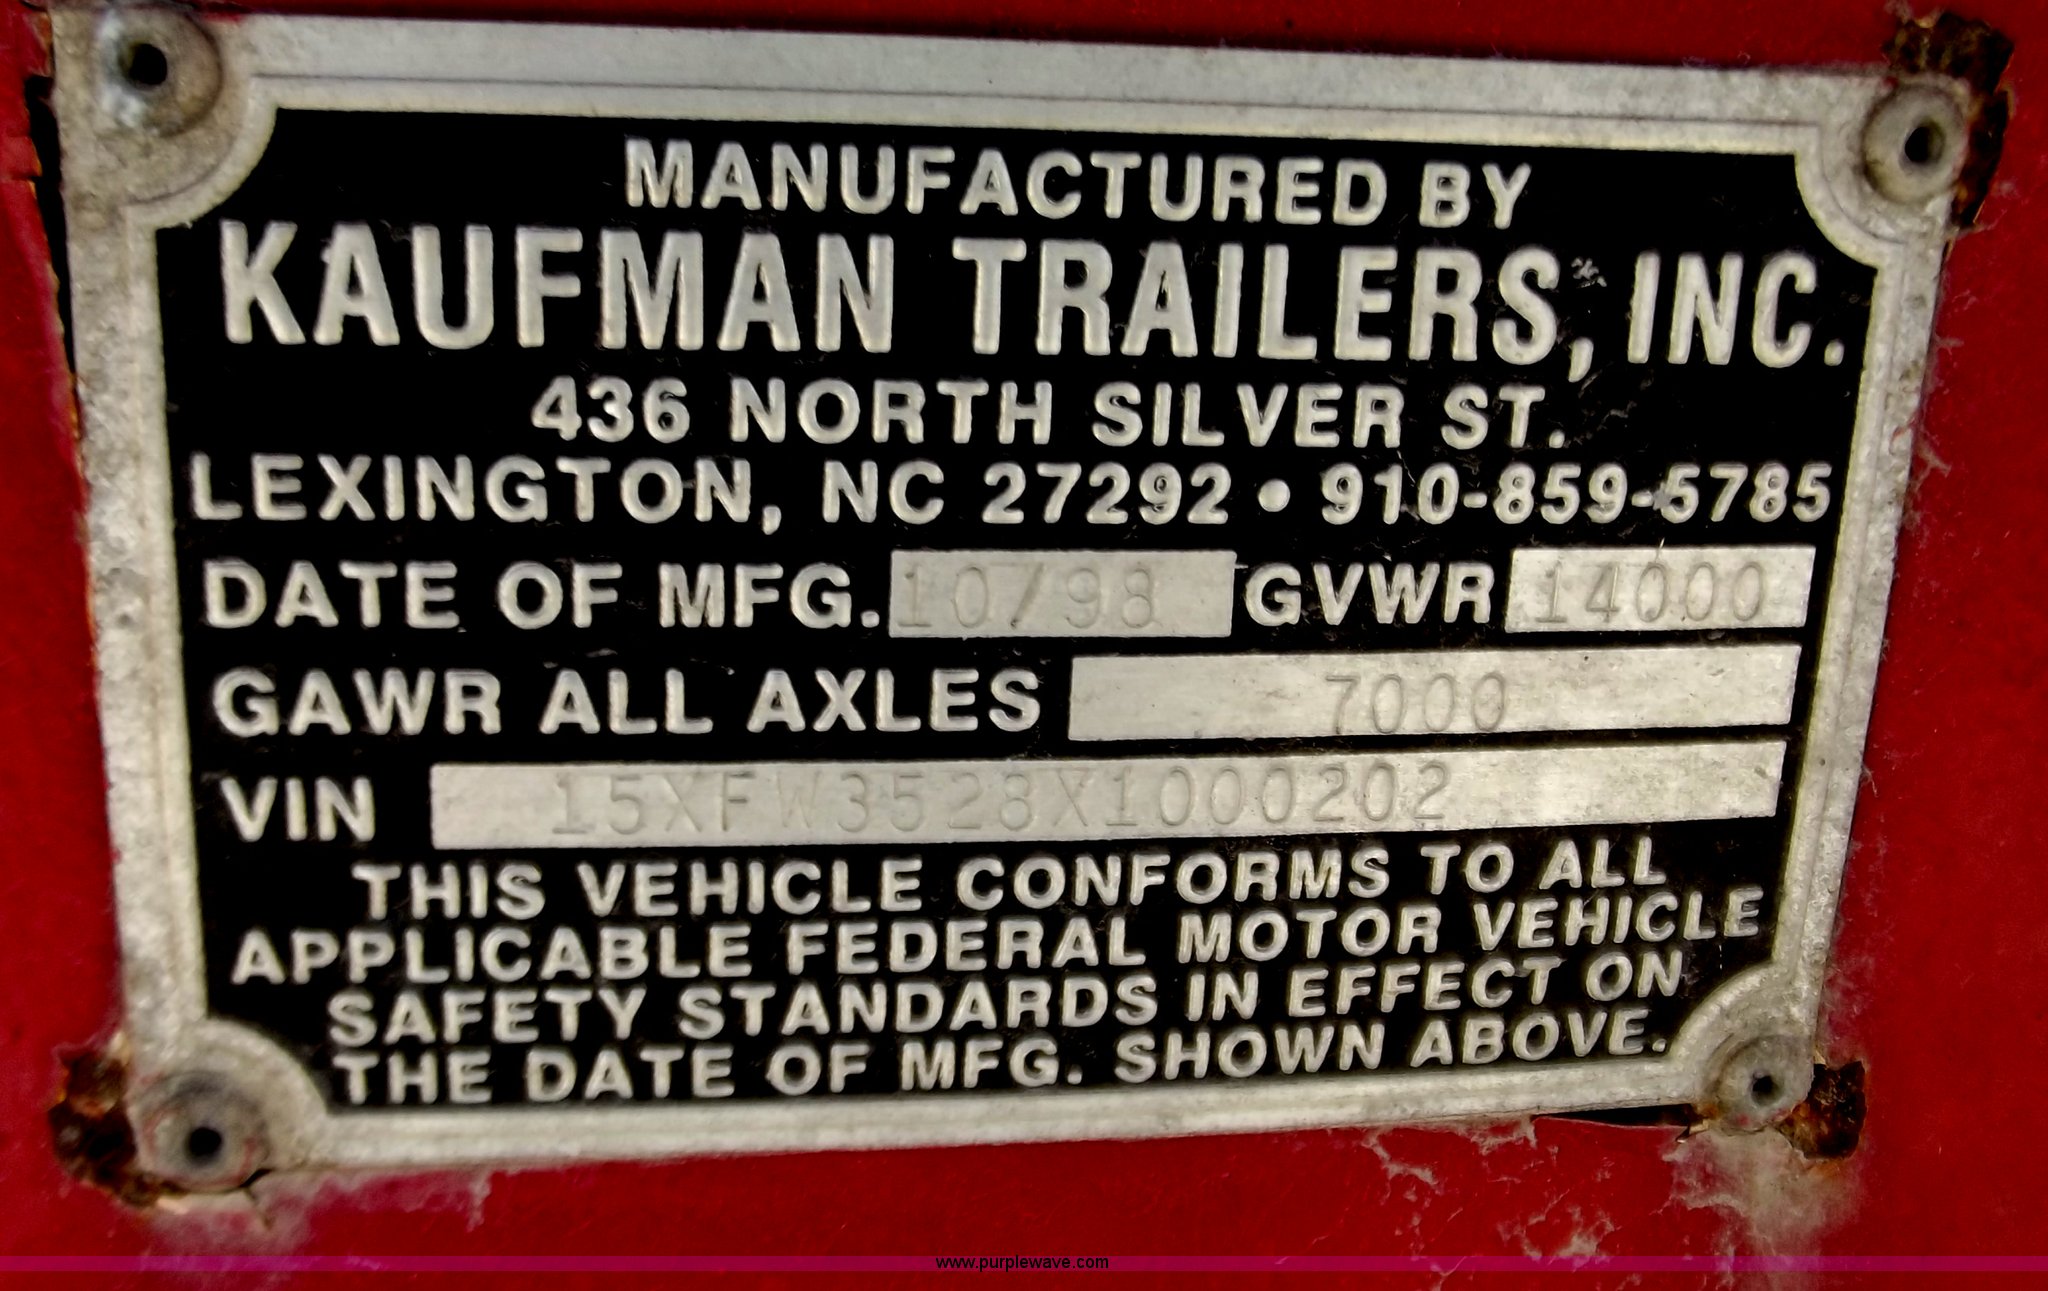 MANUFACTURED BY
KAUFMAN TRAILERS, INC.
436 NORTH SILVER ST.
LEXINGTON, NC 27292 • 910-859-5785
DATE OF MFG. 10/98 GVWR 14000
GAWR ALL AXLES 7000
VIN 15XFW3528X1000202
THIS VEHICLE CONFORMS TO ALL
APPLICABLE FEDERAL MOTOR VEHICLE
SAFETY STANDARDS IN EFFECT ON
THE DATE OF MFG. SHOWN ABOVE.
www.purplewave.com